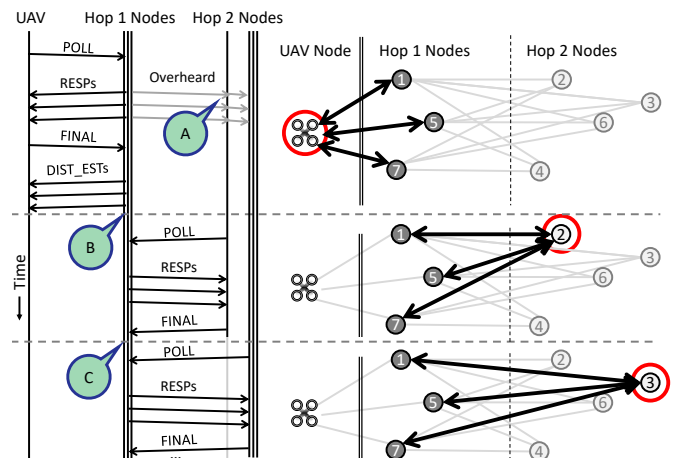 UAV Hop 1 Nodes Hop 2 Nodes
POLL
RESPs
Overheard
A
FINAL
DIST_ESTs
B
POLL
RESPs
FINAL
Time
C
POLL
RESPs
FINAL
UAV Node Hop 1 Nodes Hop 2 Nodes
1
2
3
5
6
7
4
1
2
3
5
6
7
4
1
2
3
5
6
7
4